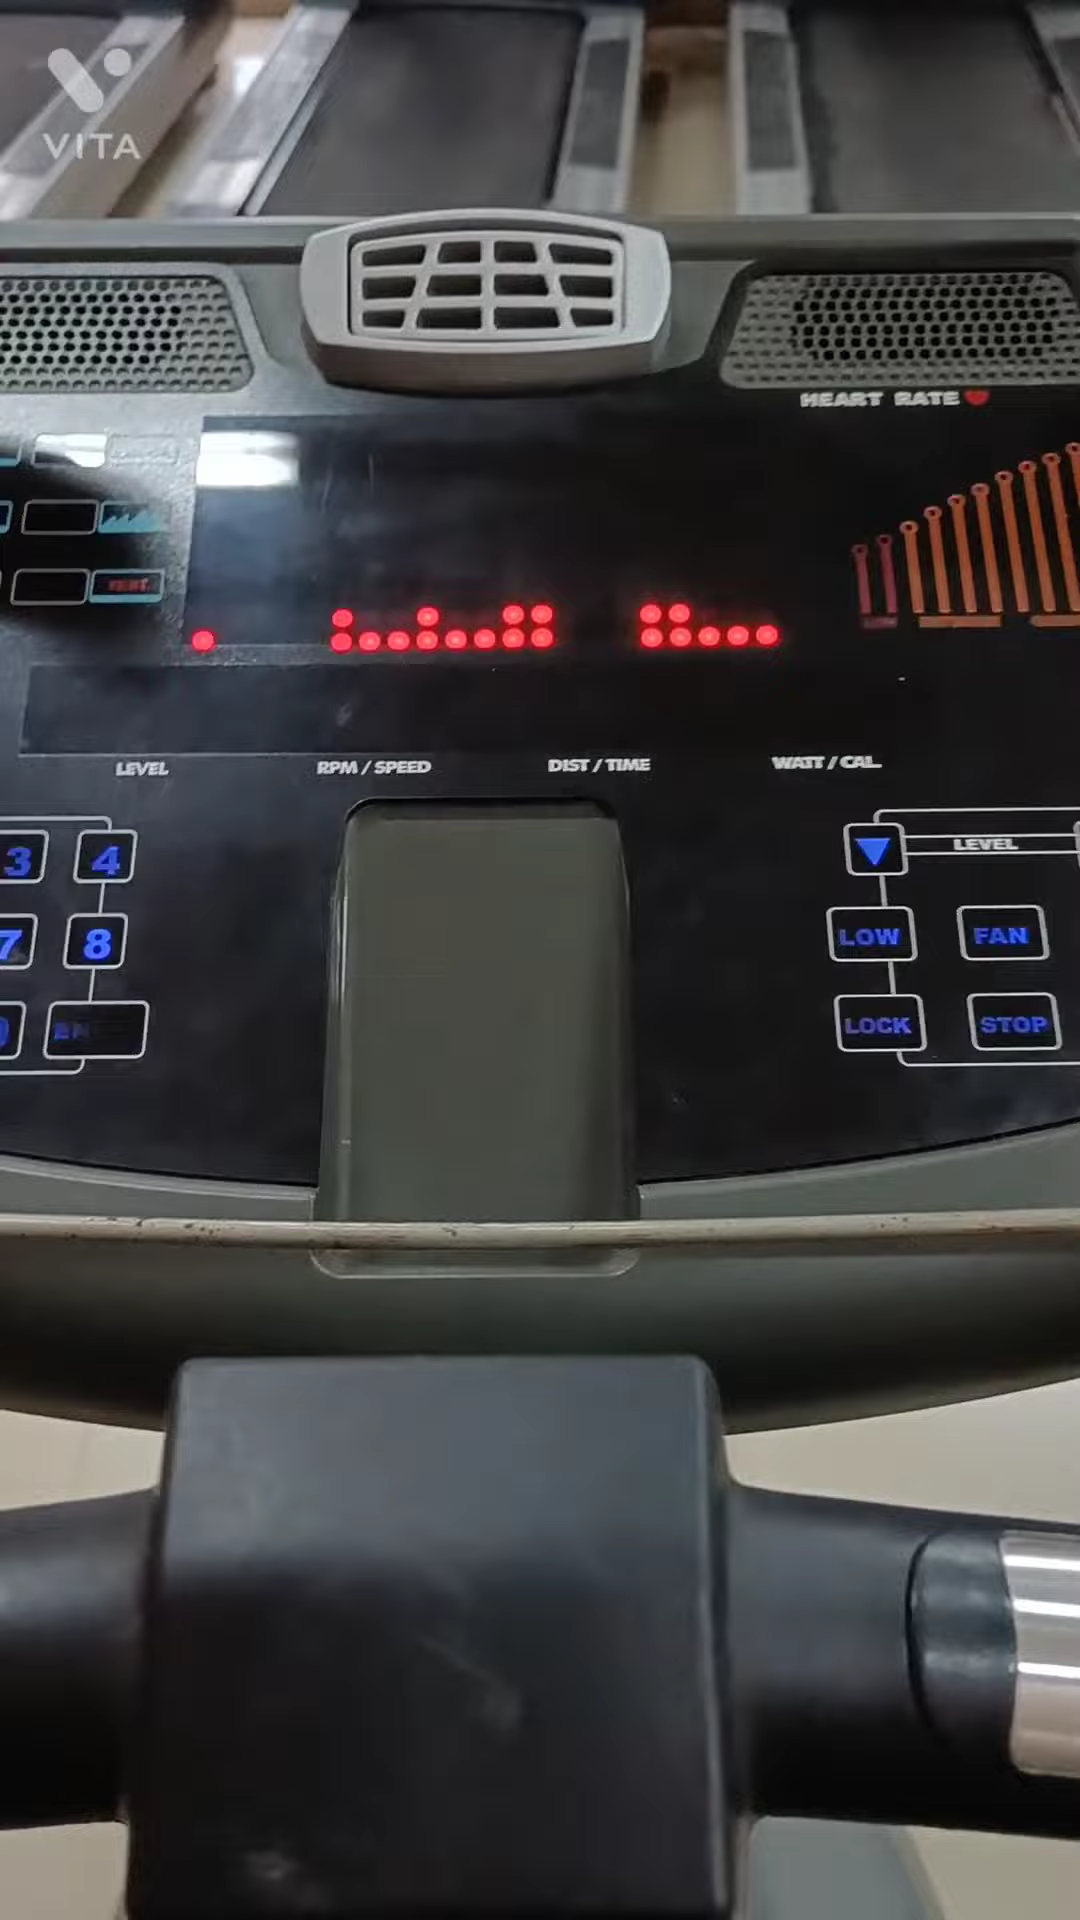 VITA
HEART RATE
LEVEL
RPM / SPEED
DIST / TIME
WATT / CAL.
3
4
LEVEL
7
8
LOW
FAN
LOCK
STOP